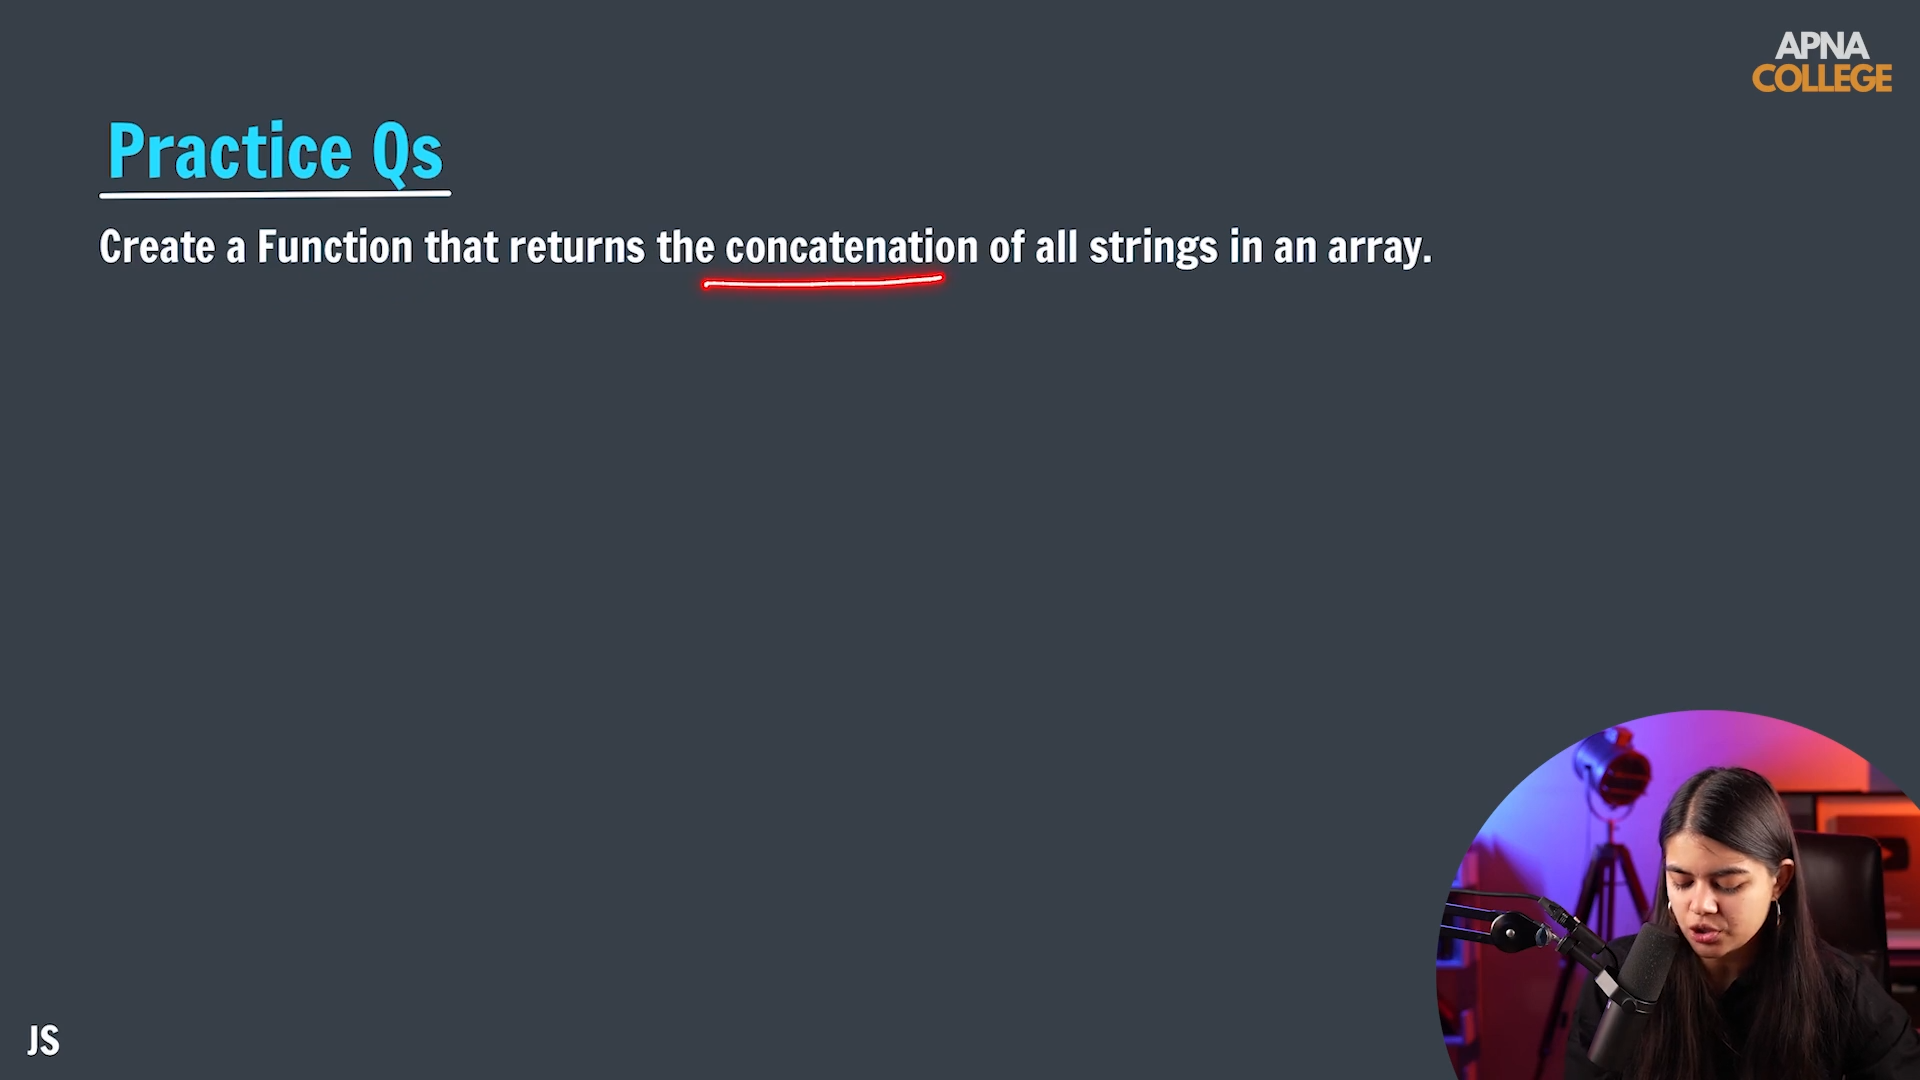 APNA
COLLEGE
Practice Qs
Create a Function that returns the concatenation of all strings in an array.
JS